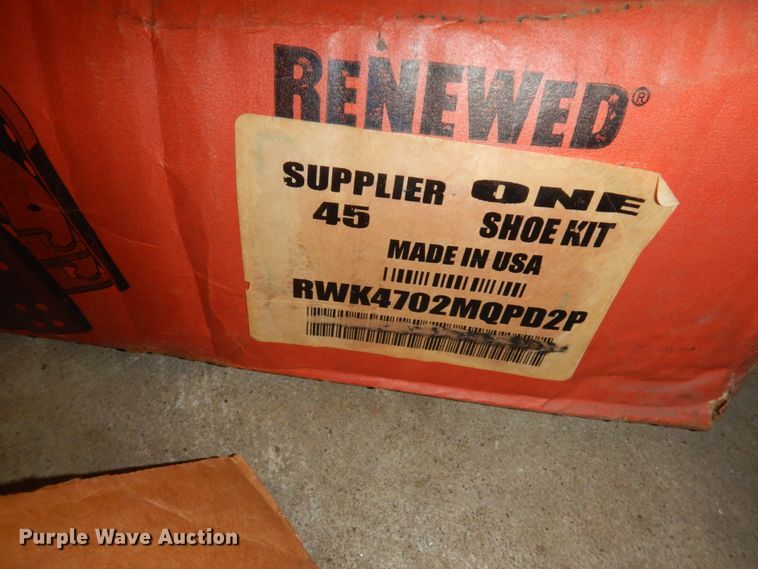 RENEWED®
SUPPLIER ONE
45 SHOE KIT
MADE IN USA
RWK4702MQPD2P
Purple Wave Auction